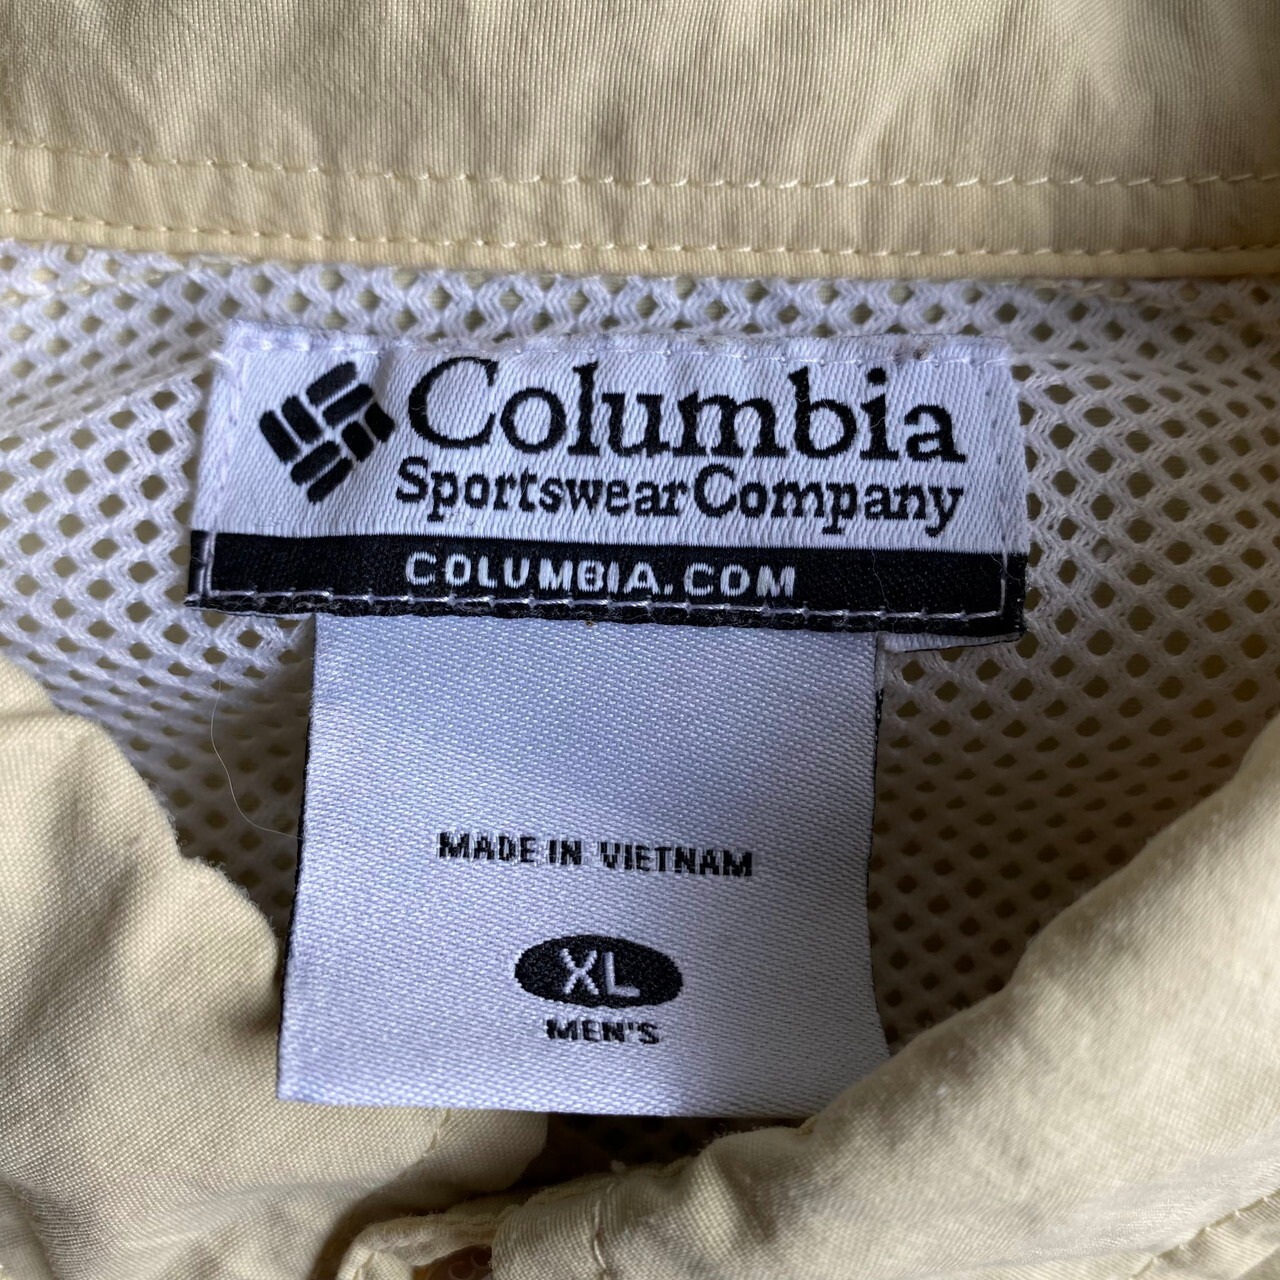 Columbia
Sportswear Company
COLUMBIA.COM
MADE IN VIETNAM
XL
MEN'S